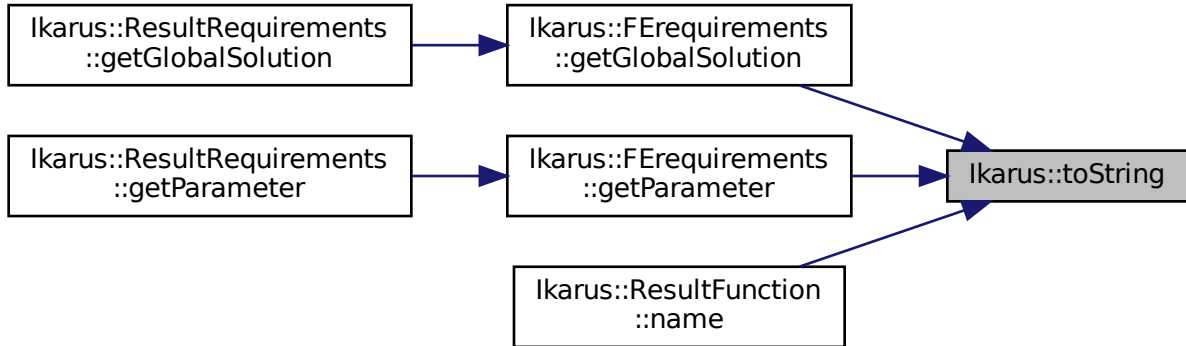 Ikarus::ResultRequirements
::getGlobalSolution
Ikarus::FErequirements
::getGlobalSolution
Ikarus::ResultRequirements
::getParameter
Ikarus::FErequirements
::getParameter
Ikarus::toString
Ikarus::ResultFunction
::name